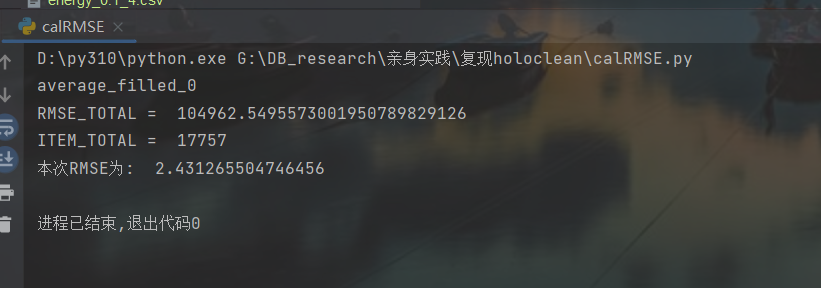 energy_0.1_4.csv
calRMSE
D:\py310\python.exe G:\DB_research\亲身实践\复现holoclean\calRMSE.py
average_filled_0
RMSE_TOTAL =  104962.5495573001950789829126
ITEM_TOTAL =  17757
本次RMSE为:  2.431265504746456
进程已结束,退出代码0